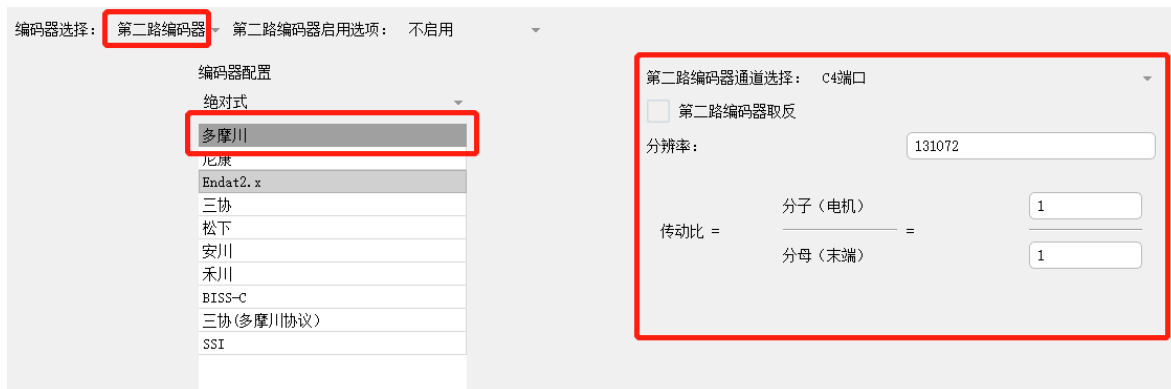 编码器选择： 第二路编码器 第二路编码器启用选项： 不启用
编码器配置
绝对式
多摩川
尼康
Endat2.x
三协
松下
安川
禾川
BISS-C
三协(多摩川协议)
SSI
第二路编码器通道选择： C4端口
第二路编码器取反
分辨率： 131072
分子（电机） 1
传动比 = =
分母（末端） 1